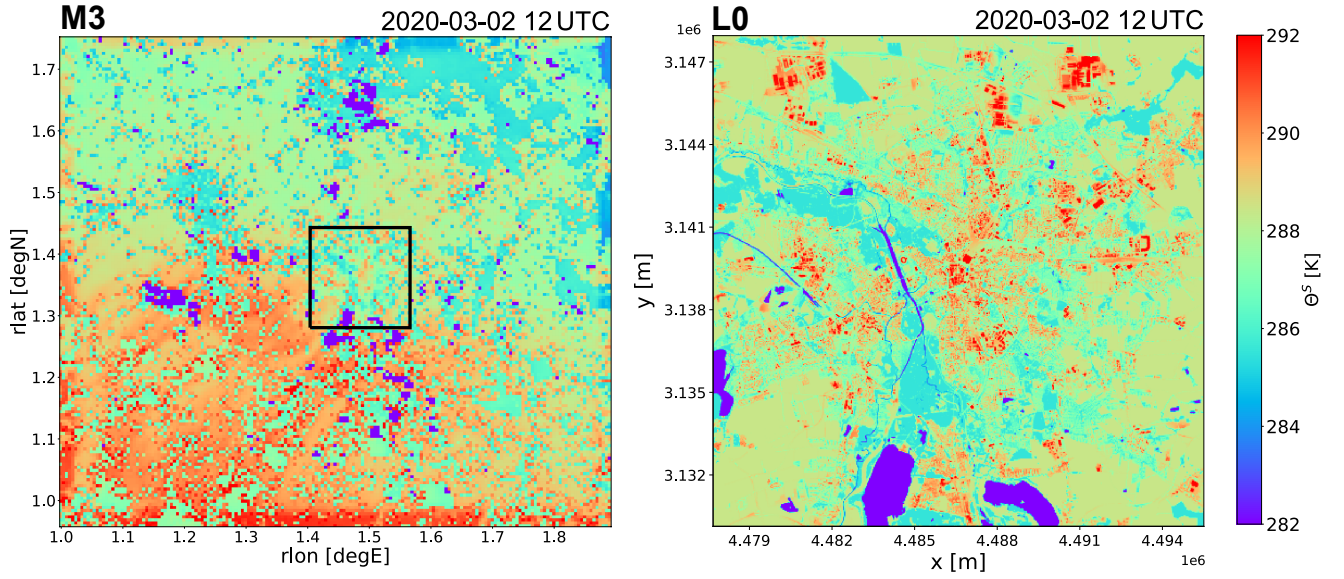 M3 2020-03-02 12 UTC
L0 2020-03-02 12 UTC
1e6
1.7
1.6
1.5
1.4
1.3
1.2
1.1
1.0
rlat [degN]
1.0 1.1 1.2 1.3 1.4 1.5 1.6 1.7 1.8
rlon [degE]
3.147
3.144
3.141
3.138
3.135
3.132
y [m]
4.479 4.482 4.485 4.488 4.491 4.494
1e6
x [m]
292
290
288
286
284
282
Θˢ [K]